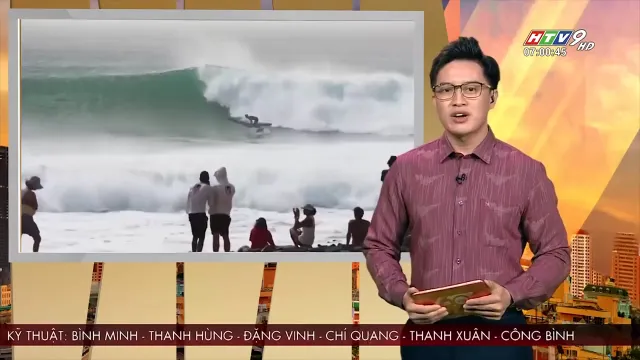 HTV9 HD
07:00:45
KỸ THUẬT: BÌNH MINH - THANH HÙNG - ĐĂNG VINH - CHÍ QUANG - THANH XUÂN - CÔNG BÌNH